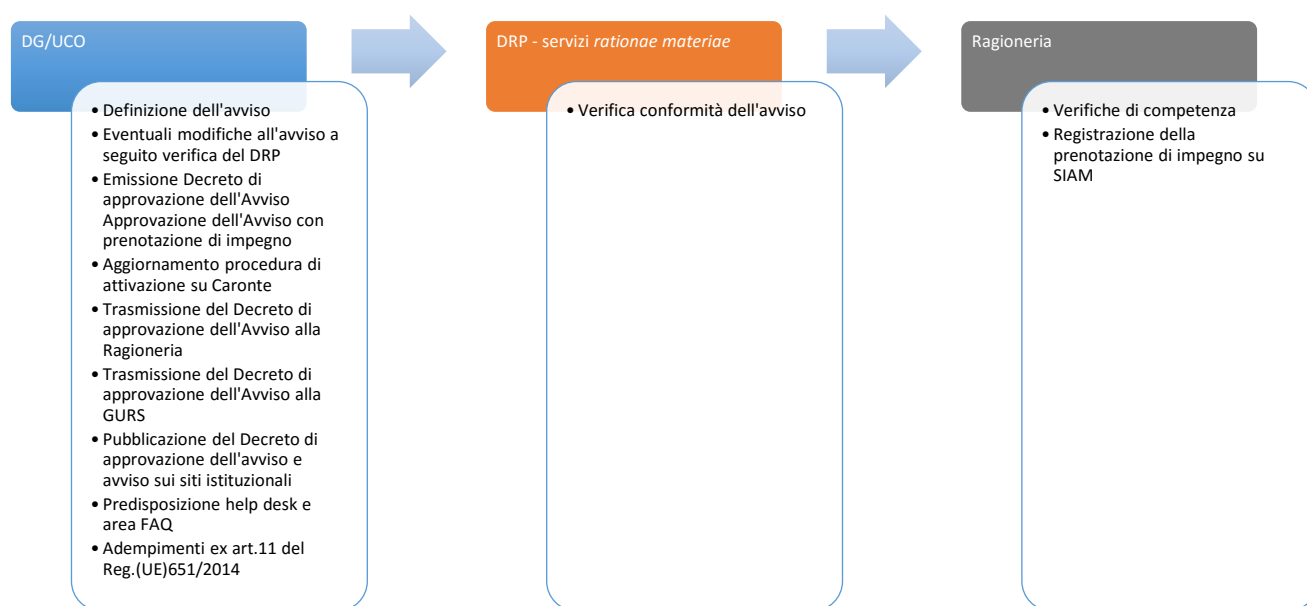 DG/UCO
• Definizione dell'avviso
• Eventuali modifiche all'avviso a
seguito verifica del DRP
• Emissione Decreto di
approvazione dell'Avviso
Approvazione dell'Avviso con
prenotazione di impegno
• Aggiornamento procedura di
attivazione su Caronte
• Trasmissione del Decreto di
approvazione dell'Avviso alla
Ragioneria
• Trasmissione del Decreto di
approvazione dell'Avviso alla
GURS
• Pubblicazione del Decreto di
approvazione dell'avviso e
avviso sui siti istituzionali
• Predisposizione help desk e
area FAQ
• Adempimenti ex art.11 del
Reg.(UE)651/2014
DRP - servizi rationae materiae
• Verifica conformità dell'avviso
Ragioneria
• Verifiche di competenza
• Registrazione della
prenotazione di impegno su
SIAM